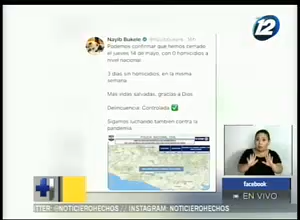 Nayib Bukele
12
Podemos confirmar que hemos cerrado
el jueves 14 de mayo, con 0 homicidios a
nivel nacional.
3 días sin homicidios, en la misma
semana
Más vidas salvadas, gracias a Dios
Delincuencia: Controlada ✅
Sigamos luchando también contra la
pandemia
facebook
EN VIVO
TTER: @NOTICIEROHECHOS // INSTAGRAM: NOTICIEROHECHOS